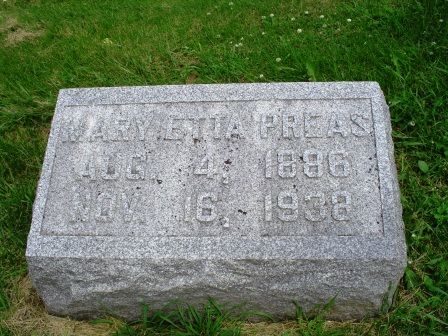 MARY ETTA PREAS
AUG. 4, 1886
NOV. 16, 1938